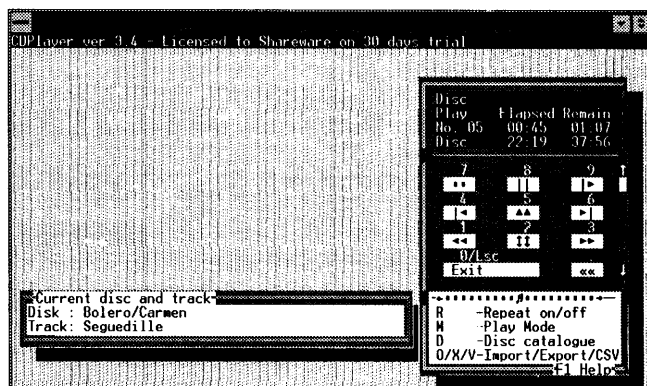 CDPlayer ver 3.4 - Licensed to Shareware on 30 days trial
Disc
Play Elapsed Remain
No. 05 00:45 01:07
Disc 22:19 37:56
7 8 9
4 5 6
1 2 3
0/Esc .
Exit
Current disc and track
Disk : Bolero/Carmen
Track: Seguedille
R -Repeat on/off
M -Play Mode
D -Disc catalogue
O/X/V-Import/Export/CSV
f1 Help